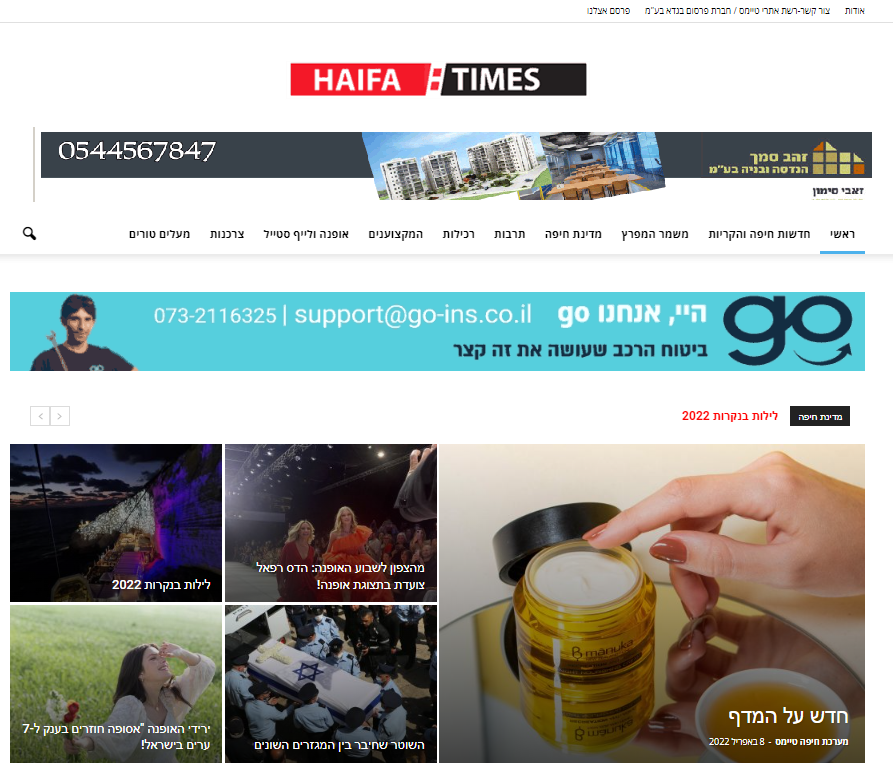 אודות
צור קשר-רשת אתרי טיימס / חברת פרסום בגדא בע"מ
פרסם אצלנו
HAIFA TIMES
0544567847
זהב סמך
הנדסה ובניה בע"מ
זאבי סימון
ראשי
חדשות חיפה והקריות
משמר המפרץ
מדינת חיפה
תרבות
רכילות
המקצוענים
אופנה ולייף סטייל
צרכנות
מעלים טורים
go
היי, אנחנו go
073-2116325 | support@go-ins.co.il
ביטוח הרכב שעושה את זה קצר
go
מדינת חיפה
לילות בנקרות 2022
mānuka
חדש על המדף
מערכת חיפה טיימס - 8 באפריל 2022
מהצפון לשבוע האופנה: הדס רפאל
צועדת בתצוגת אופנה!
לילות בנקרות 2022
השוטר שחיבר בין המגזרים השונים
ירידי האופנה "אסופה חוזרים בענק ל-7
ערים בישראל!